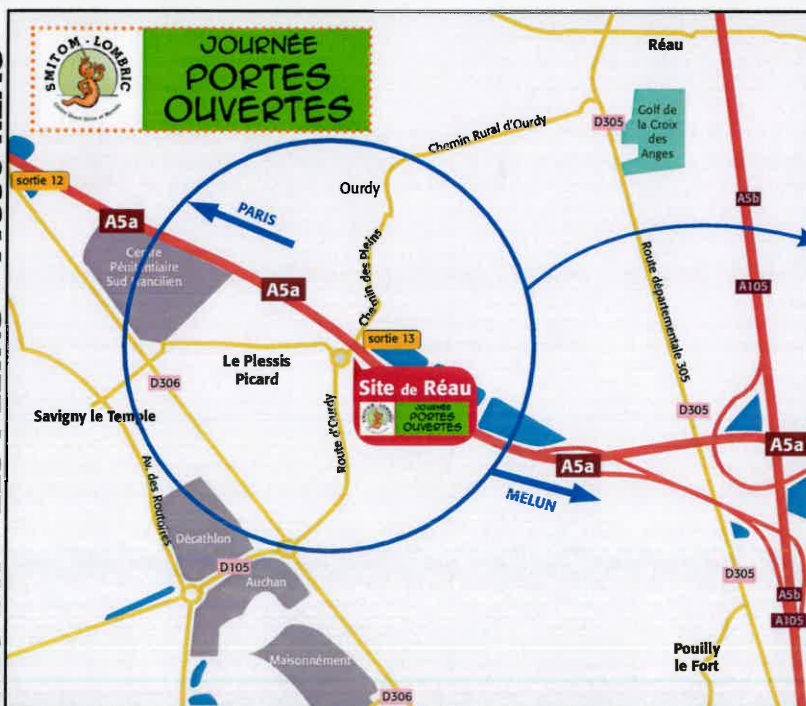 SMITOM - LOMBRIC
JOURNÉE
PORTES
OUVERTES
Réau
Chemin Rural d'Ourdy
D305
Golf de
la Croix
des
Anges
sortie 12
Ourdy
A5b
PARIS
A5a
Centre
Pénitentiaire
Sud Francilien
Chemin des Pleins
Route départementale 305
A5a
A105
sortie 13
Le Plessis
Picard
D306
Site de Réau
JOURNÉE
PORTES
OUVERTES
Savigny le Temple
Route d'Ourdy
D305
A5a
A5a
MELUN
Av. des Routoires
Décathlon
D105
Auchan
D305
A5b
A105
Maisonnément
Pouilly
le Fort
D306